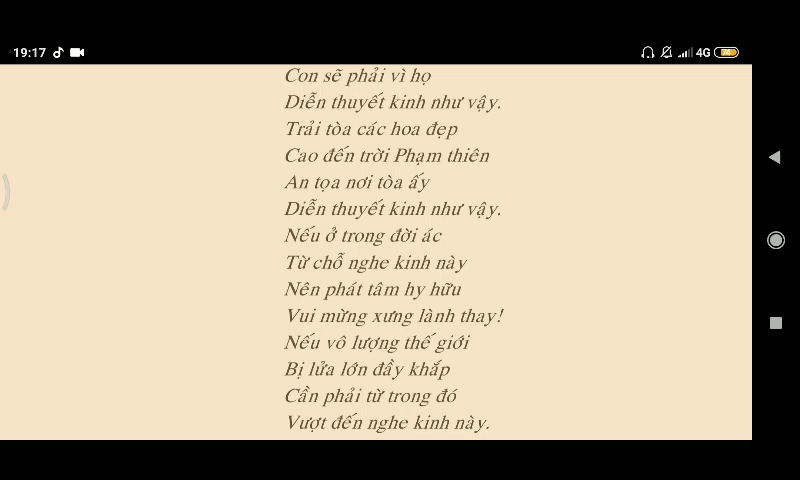 19:17
4G
74
Con sẽ phải vì họ
Diễn thuyết kinh như vậy.
Trải tòa các hoa đẹp
Cao đến trời Phạm thiên
An tọa nơi tòa ấy
Diễn thuyết kinh như vậy.
Nếu ở trong đời ác
Từ chỗ nghe kinh này
Nên phát tâm hy hữu
Vui mừng xưng lành thay!
Nếu vô lượng thế giới
Bị lửa lớn đầy khắp
Cần phải từ trong đó
Vượt đến nghe kinh này.